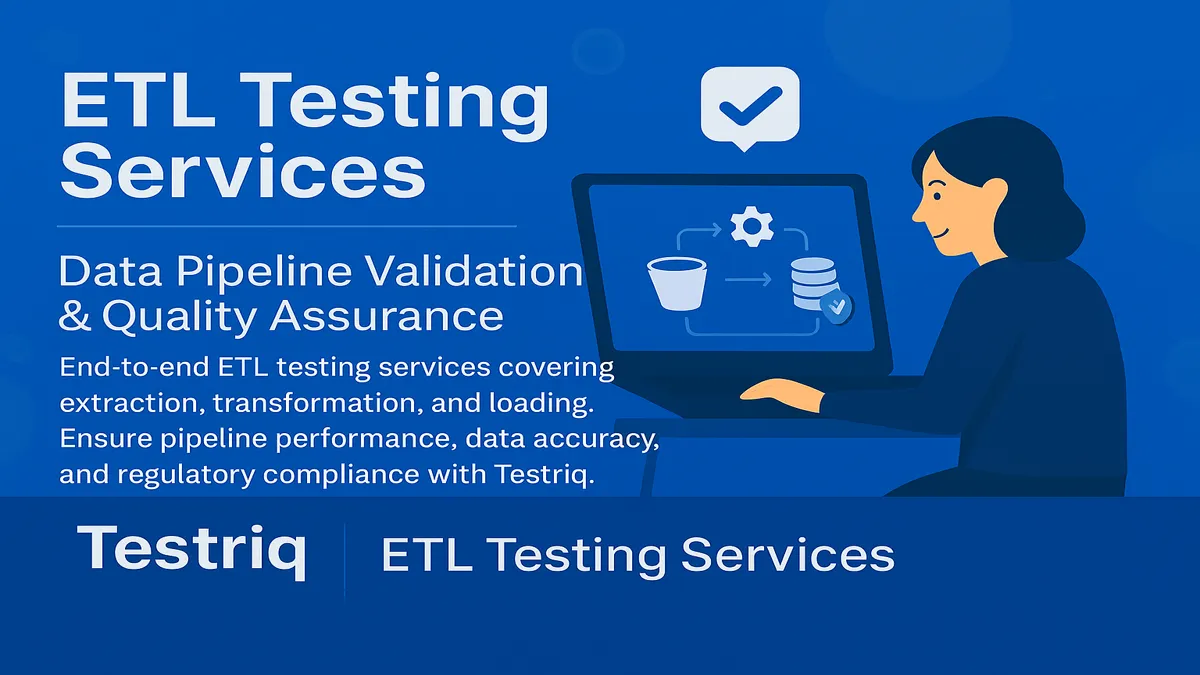 ETL Testing
Services
Data Pipeline Validation
& Quality Assurance
End-to-end ETL testing services covering
extraction, transformation, and loading.
Ensure pipeline performance, data accuracy,
and regulatory compliance with Testriq.
Testriq
ETL Testing Services